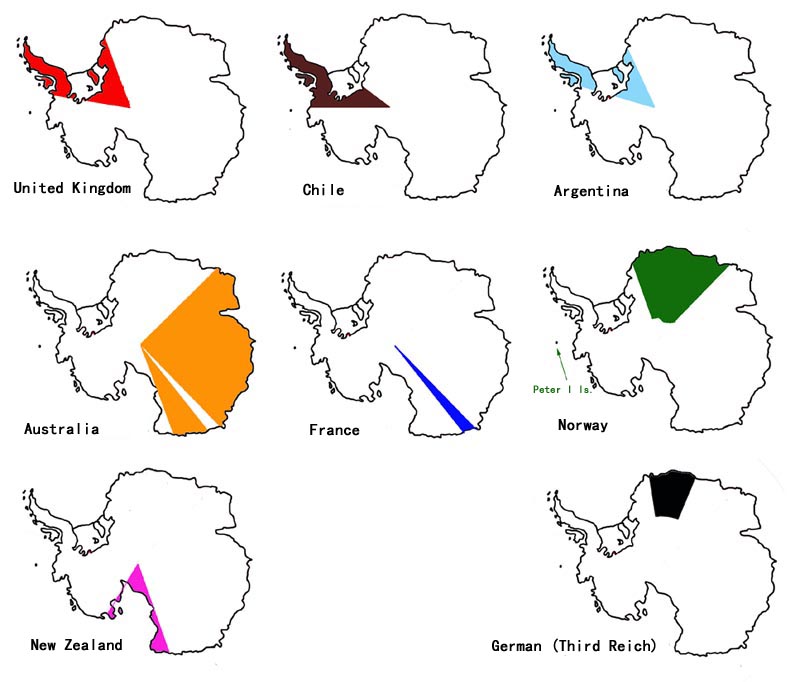 United Kingdom
Chile
Argentina
Peter I Is.
Australia
France
Norway
New Zealand
German (Third Reich)